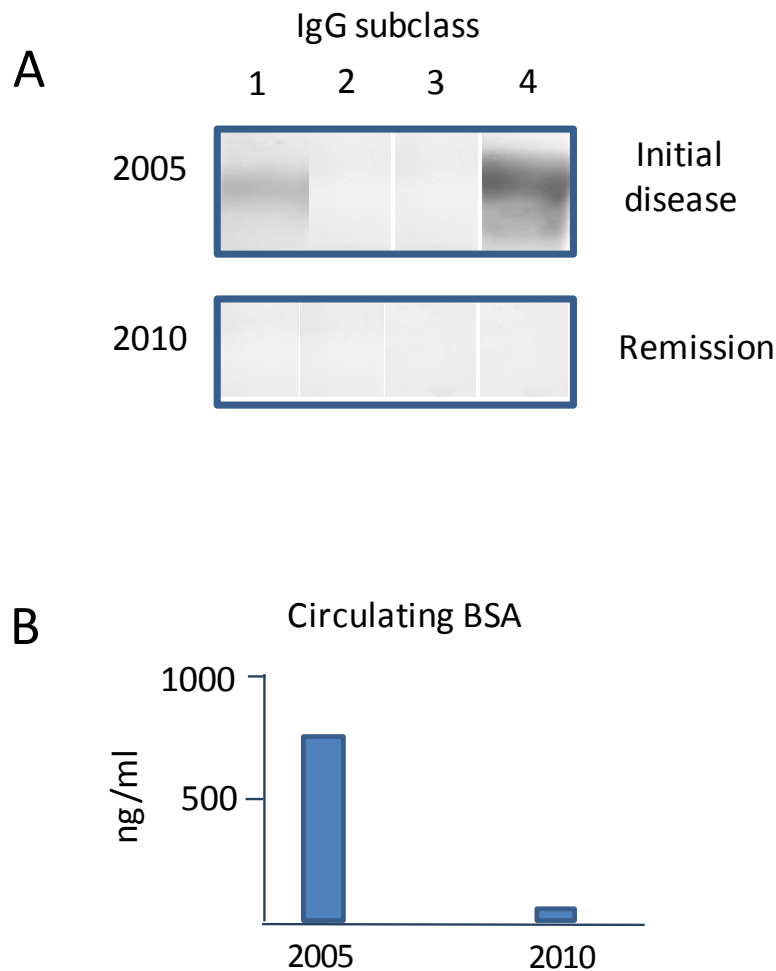 IgG subclass
A
1 2 3 4
2005
Initial
disease
2010
Remission
B
Circulating BSA
1000
500
ng/ml
2005 2010